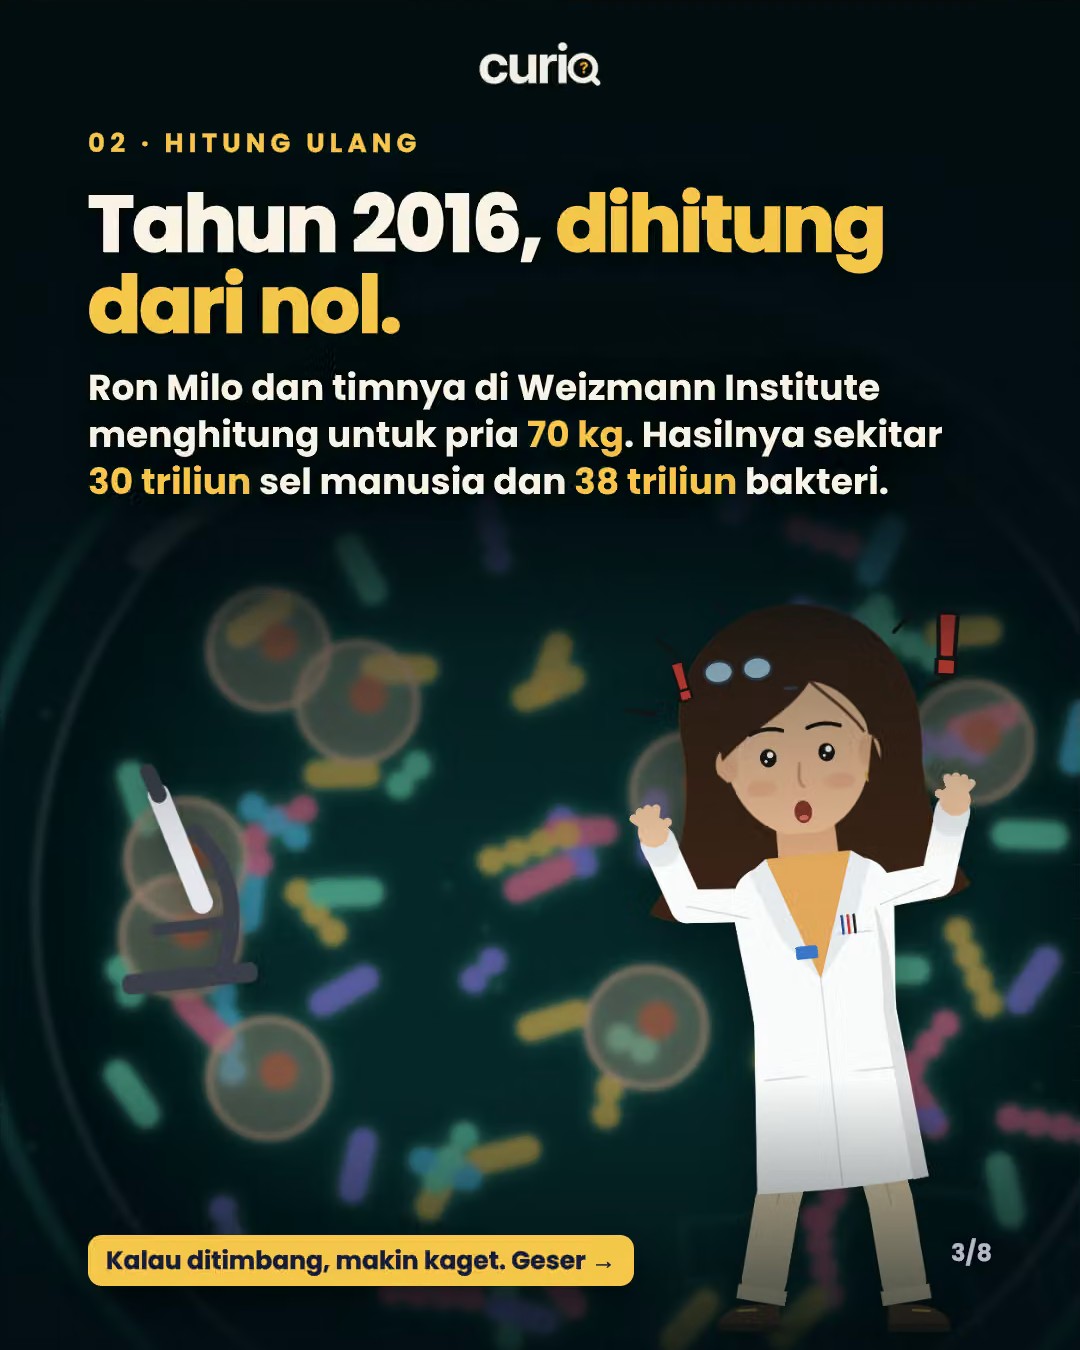 curio
02 · HITUNG ULANG
Tahun 2016, dihitung
dari nol.
Ron Milo dan timnya di Weizmann Institute
menghitung untuk pria 70 kg. Hasilnya sekitar
30 triliun sel manusia dan 38 triliun bakteri.
Kalau ditimbang, makin kaget. Geser →
3/8